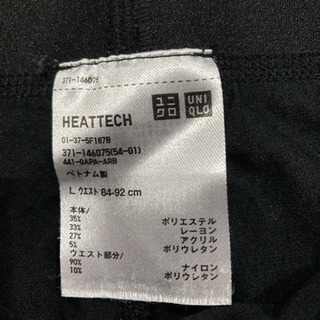 371-146075
HEATTECH
ユニ
クロ
UNI
QLO
01-37-5F187B
371-146075(54-01)
441-GAPA-ARB
ベトナム製
L ウエスト 84-92 cm
本体/
35% ポリエステル
33% レーヨン
27% アクリル
5% ポリウレタン
ウエスト部分/
90% ナイロン
10% ポリウレタン